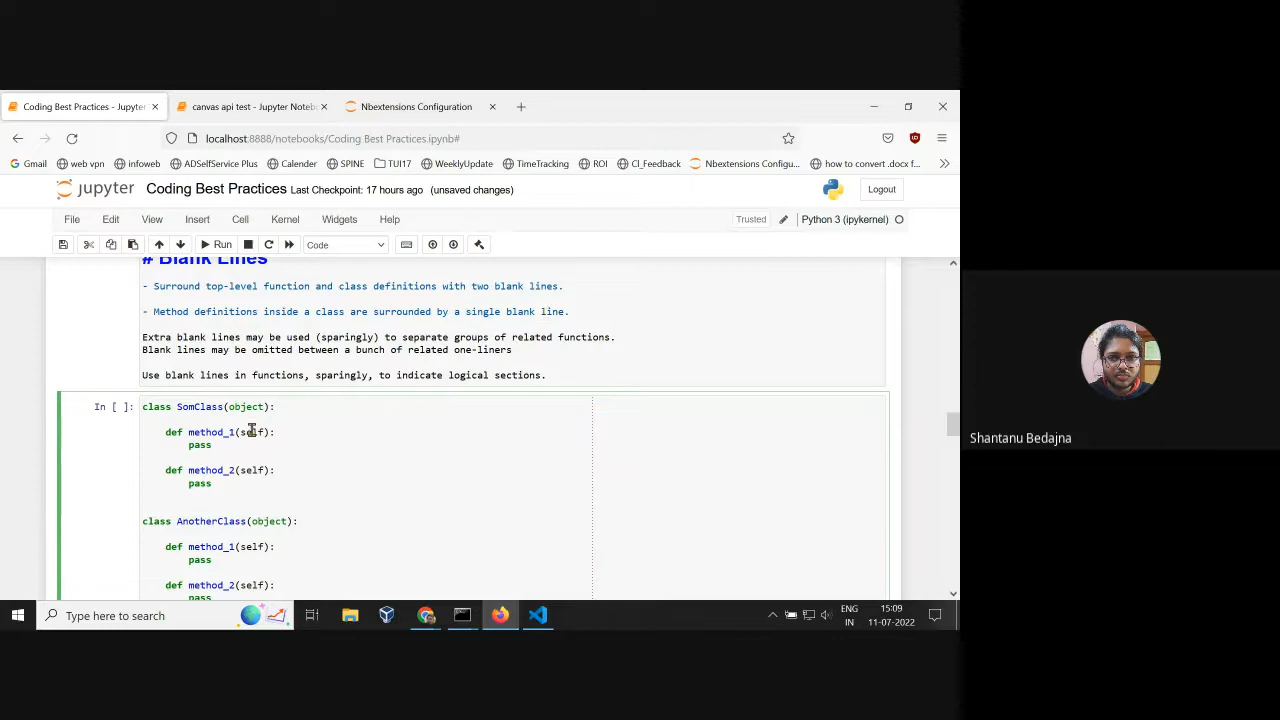 Coding Best Practices - Jupyter
canvas api test - Jupyter Noteb
Nbextensions Configuration
localhost:8888/notebooks/Coding Best Practices.ipynb#
Gmail web vpn infoweb ADSelfService Plus Calender SPINE TUI17 WeeklyUpdate TimeTracking ROI CI_Feedback Nbextensions Configu... how to convert .docx f...
jupyter Coding Best Practices Last Checkpoint: 17 hours ago (unsaved changes) Logout
File Edit View Insert Cell Kernel Widgets Help Trusted Python 3 (ipykernel)
Run Code
# Blank Lines
- Surround top-level function and class definitions with two blank lines.
- Method definitions inside a class are surrounded by a single blank line.
Extra blank lines may be used (sparingly) to separate groups of related functions.
Blank lines may be omitted between a bunch of related one-liners
Use blank lines in functions, sparingly, to indicate logical sections.
In [ ]: class SomClass(object):
def method_1(self):
pass
def method_2(self):
pass
class AnotherClass(object):
def method_1(self):
pass
def method_2(self):
pass
Shantanu Bedajna
Type here to search
ENG 15:09
IN 11-07-2022